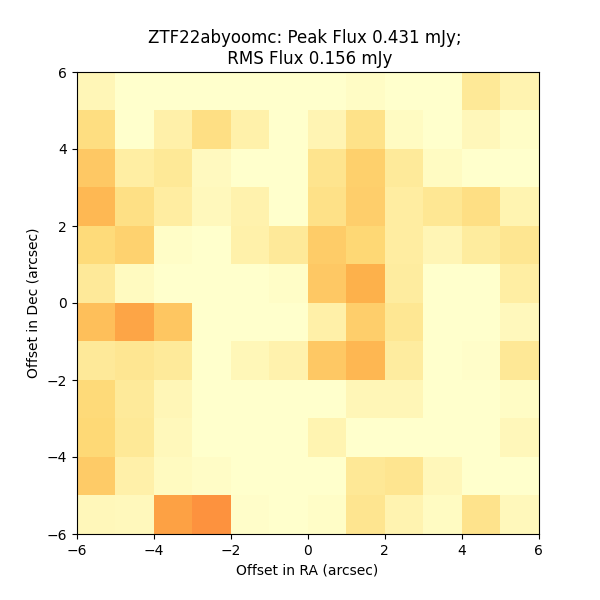 ZTF22abyoomc: Peak Flux 0.431 mJy;
RMS Flux 0.156 mJy
6
4
2
0
−2
−4
−6
Offset in Dec (arcsec)
−6 −4 −2 0 2 4 6
Offset in RA (arcsec)